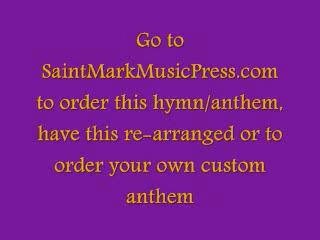 Go to
SaintMarkMusicPress.com
to order this hymn/anthem,
have this re-arranged or to
order your own custom
anthem